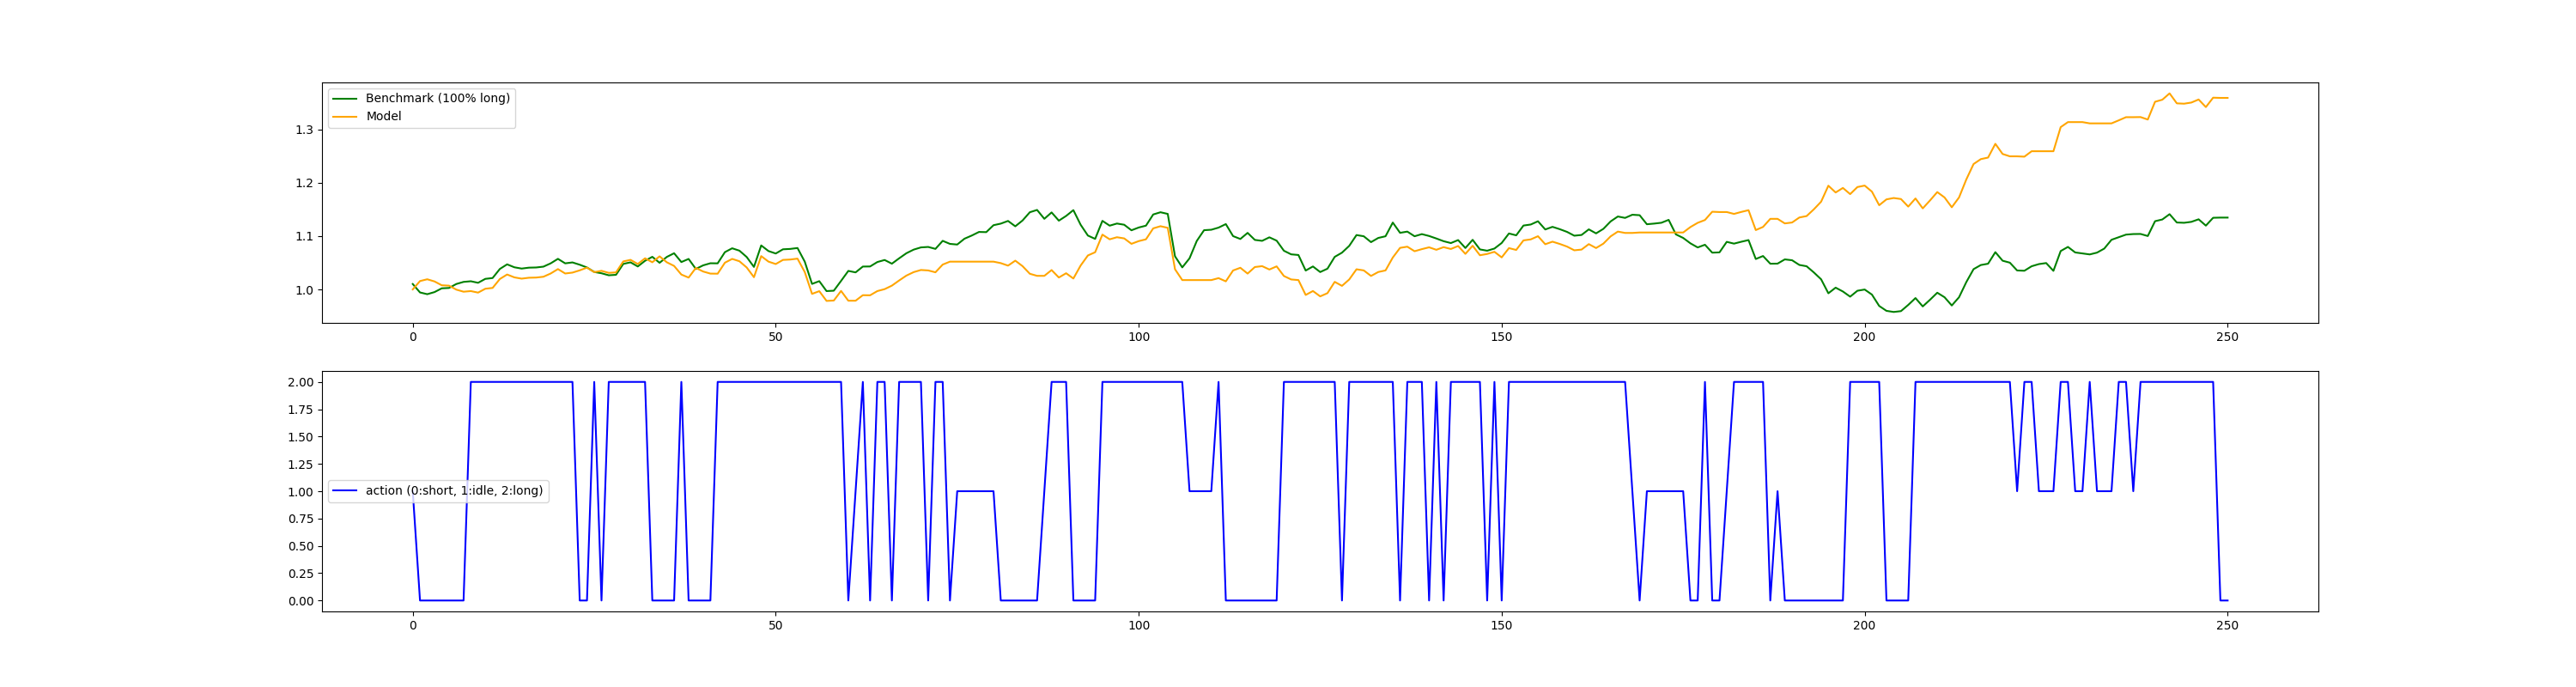 Benchmark (100% long)
Model
1.3
1.2
1.1
1.0
0 50 100 150 200 250
2.00
1.75
1.50
1.25
1.00
0.75
0.50
0.25
0.00
action (0:short, 1:idle, 2:long)
0 50 100 150 200 250